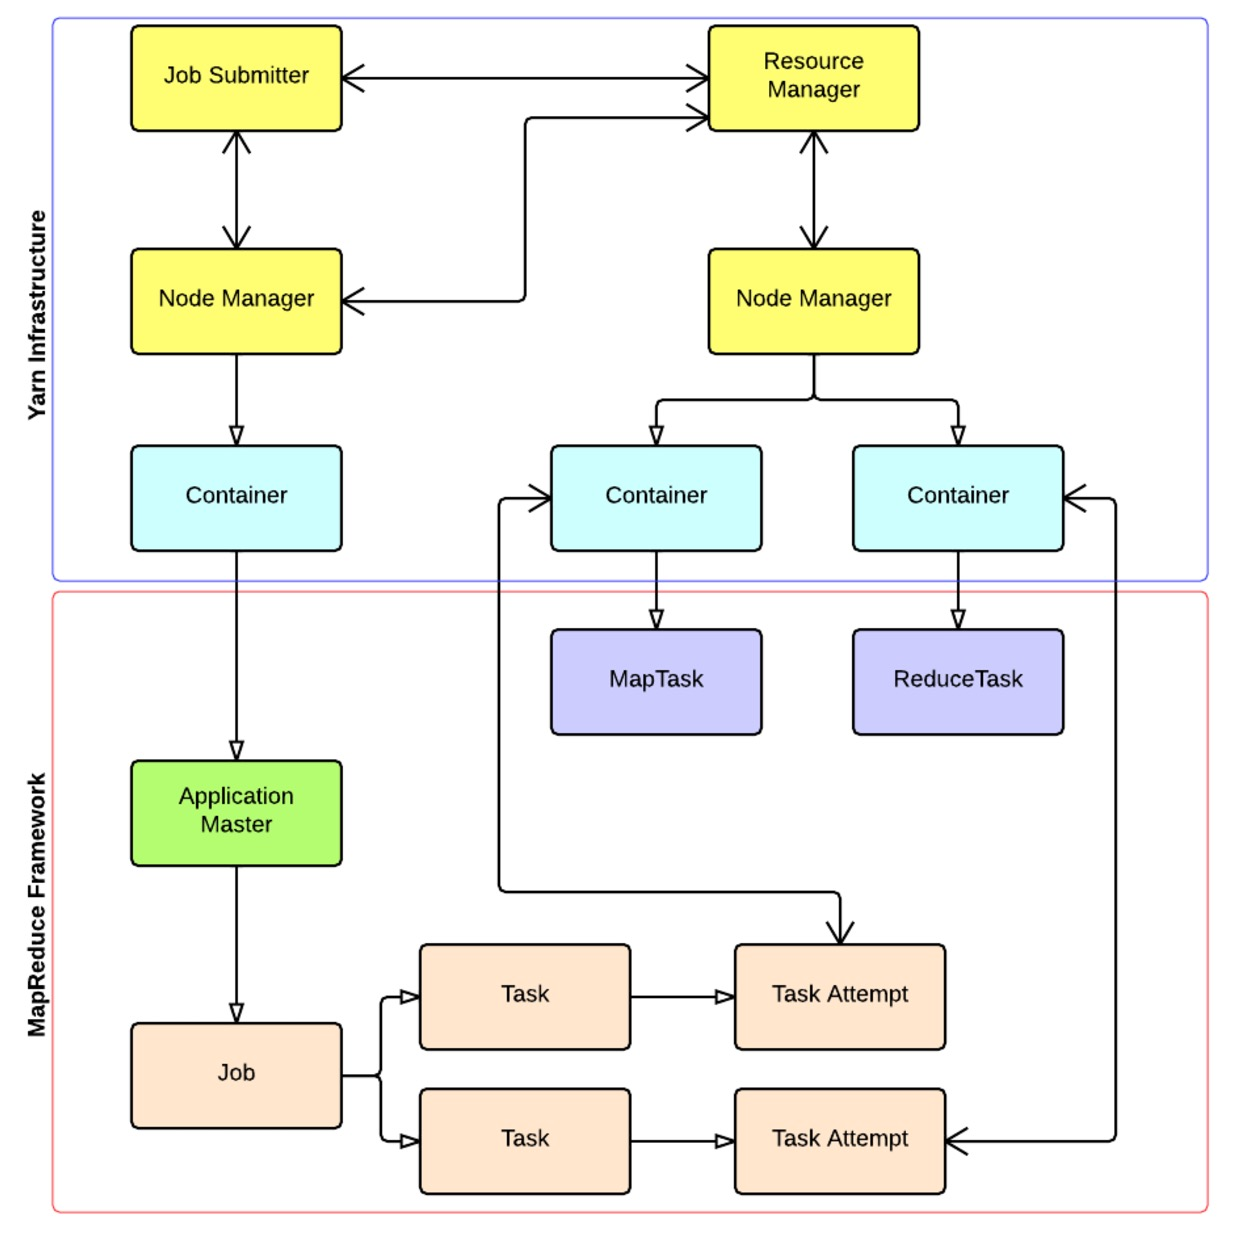 Yarn Infrastructure
Job Submitter
Resource
Manager
Node Manager
Node Manager
Container
Container
Container
MapReduce Framework
MapTask
ReduceTask
Application
Master
Task
Task Attempt
Job
Task
Task Attempt